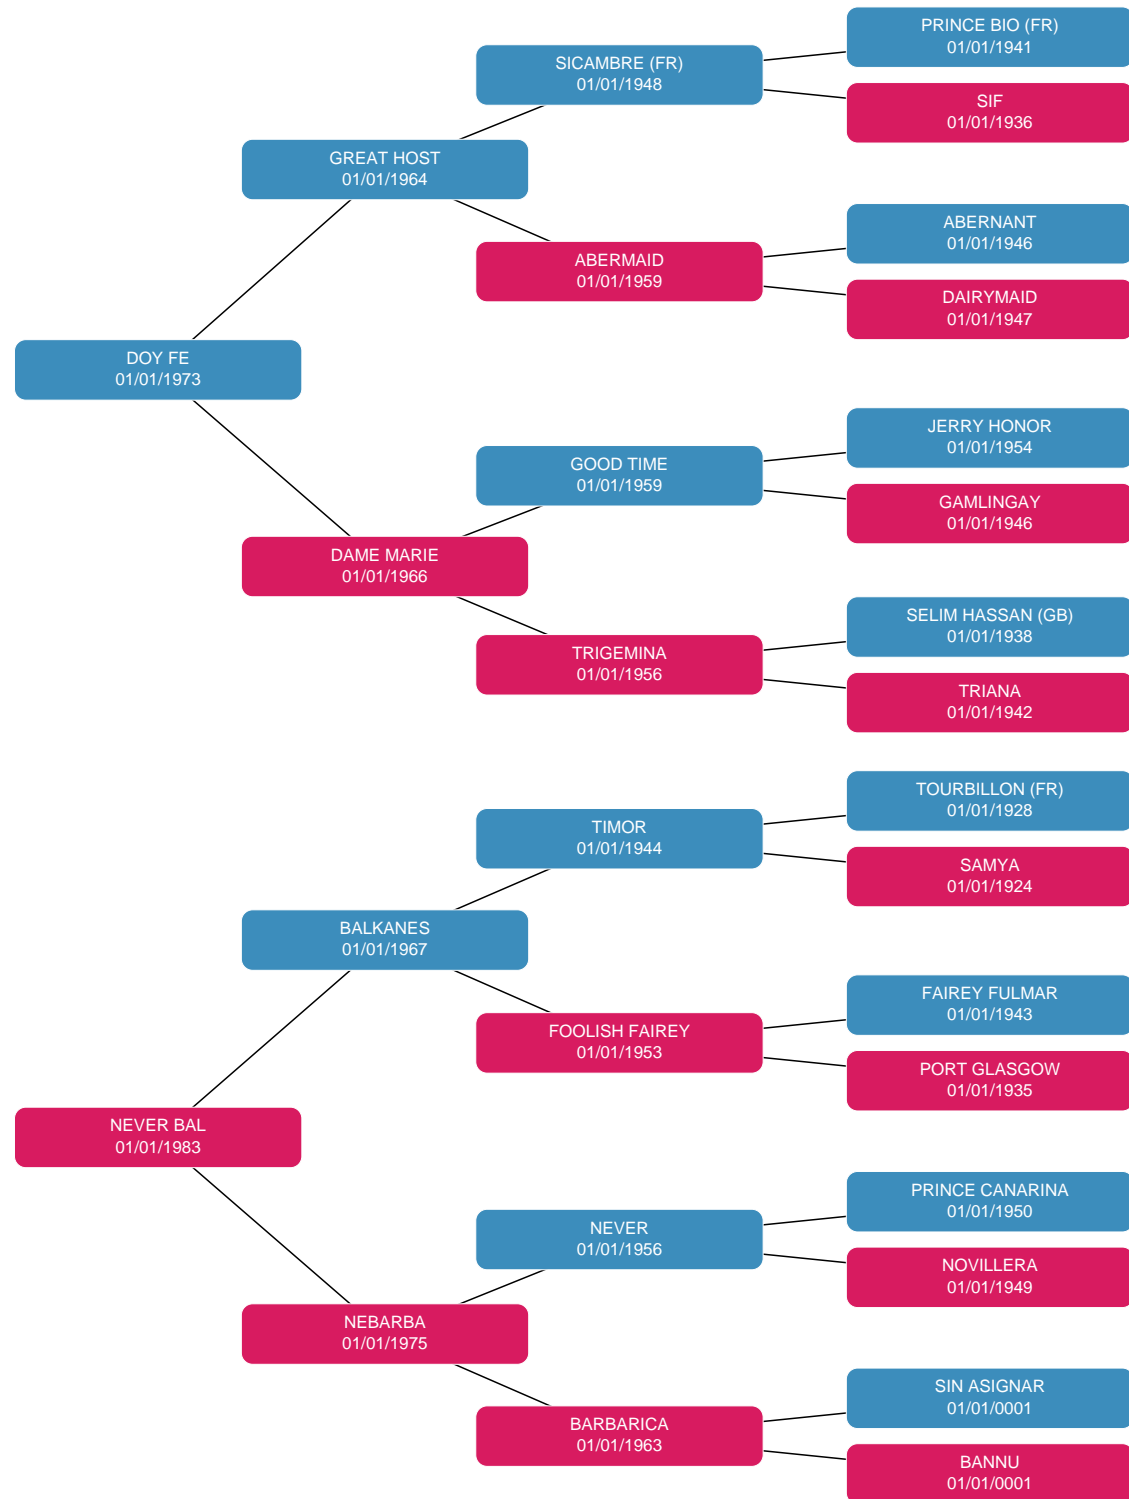 PRINCE BIO (FR)
01/01/1941
SICAMBRE (FR)
01/01/1948
SIF
01/01/1936
GREAT HOST
01/01/1964
ABERNANT
01/01/1946
ABERMAID
01/01/1959
DAIRYMAID
01/01/1947
DOY FE
01/01/1973
JERRY HONOR
01/01/1954
GOOD TIME
01/01/1959
GAMLINGAY
01/01/1946
DAME MARIE
01/01/1966
SELIM HASSAN (GB)
01/01/1938
TRIGEMINA
01/01/1956
TRIANA
01/01/1942
TOURBILLON (FR)
01/01/1928
TIMOR
01/01/1944
SAMYA
01/01/1924
BALKANES
01/01/1967
FAIREY FULMAR
01/01/1943
FOOLISH FAIREY
01/01/1953
PORT GLASGOW
01/01/1935
NEVER BAL
01/01/1983
PRINCE CANARINA
01/01/1950
NEVER
01/01/1956
NOVILLERA
01/01/1949
NEBARBA
01/01/1975
SIN ASIGNAR
01/01/0001
BARBARICA
01/01/1963
BANNU
01/01/0001